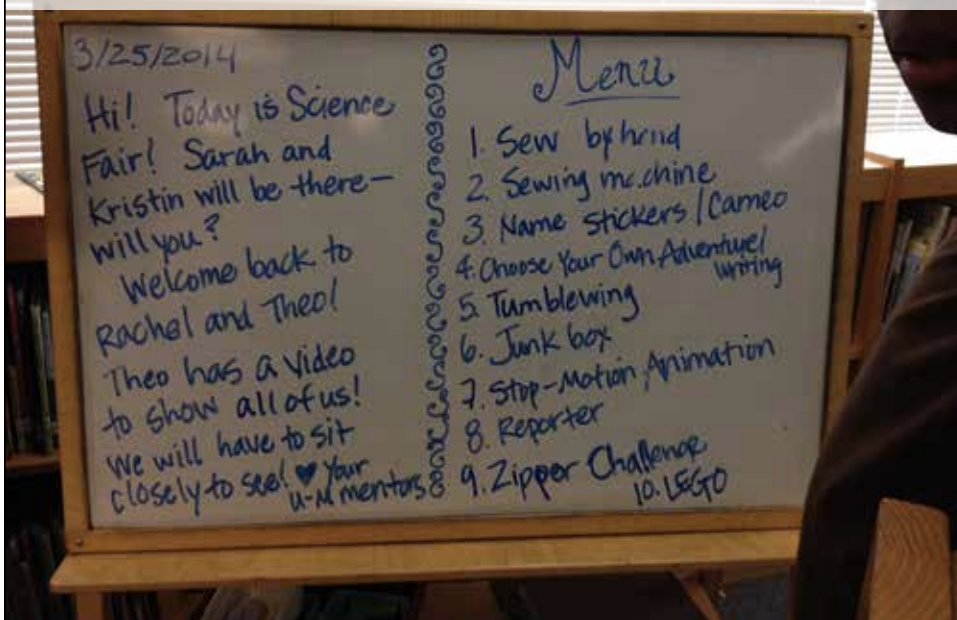 3/25/2014
Hi! Today is Science
Fair! Sarah and
Kristin will be there—
will you?
Welcome back to
Rachel and Theo!
Theo has a video
to show all of us!
We will have to sit
closely to see! ♥ Your
U-M mentors
Menu
1. Sew by hand
2. Sewing machine
3. Name Stickers / Cameo
4. Choose Your Own Adventure/
writing
5. Tumblewing
6. Junk box
7. Stop-Motion Animation
8. Reporter
9. Zipper Challenge
10. LEGO